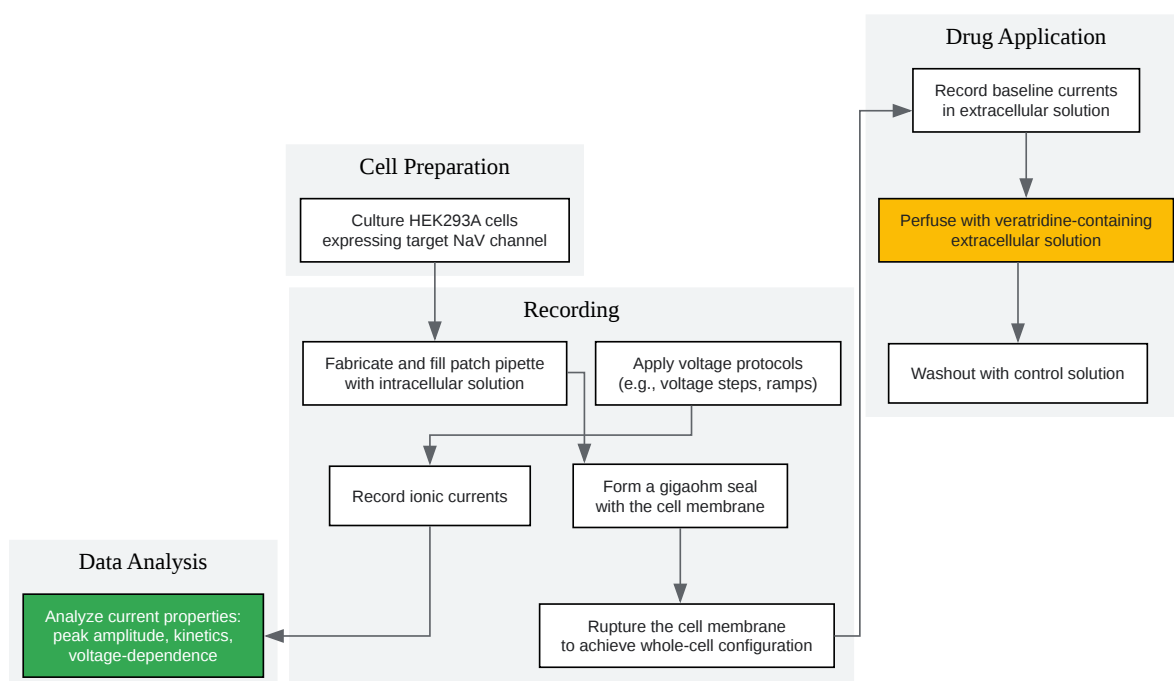 Drug Application
Record baseline currents
in extracellular solution
Perfuse with veratridine-containing
extracellular solution
Washout with control solution
Cell Preparation
Culture HEK293A cells
expressing target NaV channel
Recording
Fabricate and fill patch pipette
with intracellular solution
Apply voltage protocols
(e.g., voltage steps, ramps)
Record ionic currents
Form a gigaohm seal
with the cell membrane
Rupture the cell membrane
to achieve whole-cell configuration
Data Analysis
Analyze current properties:
peak amplitude, kinetics,
voltage-dependence